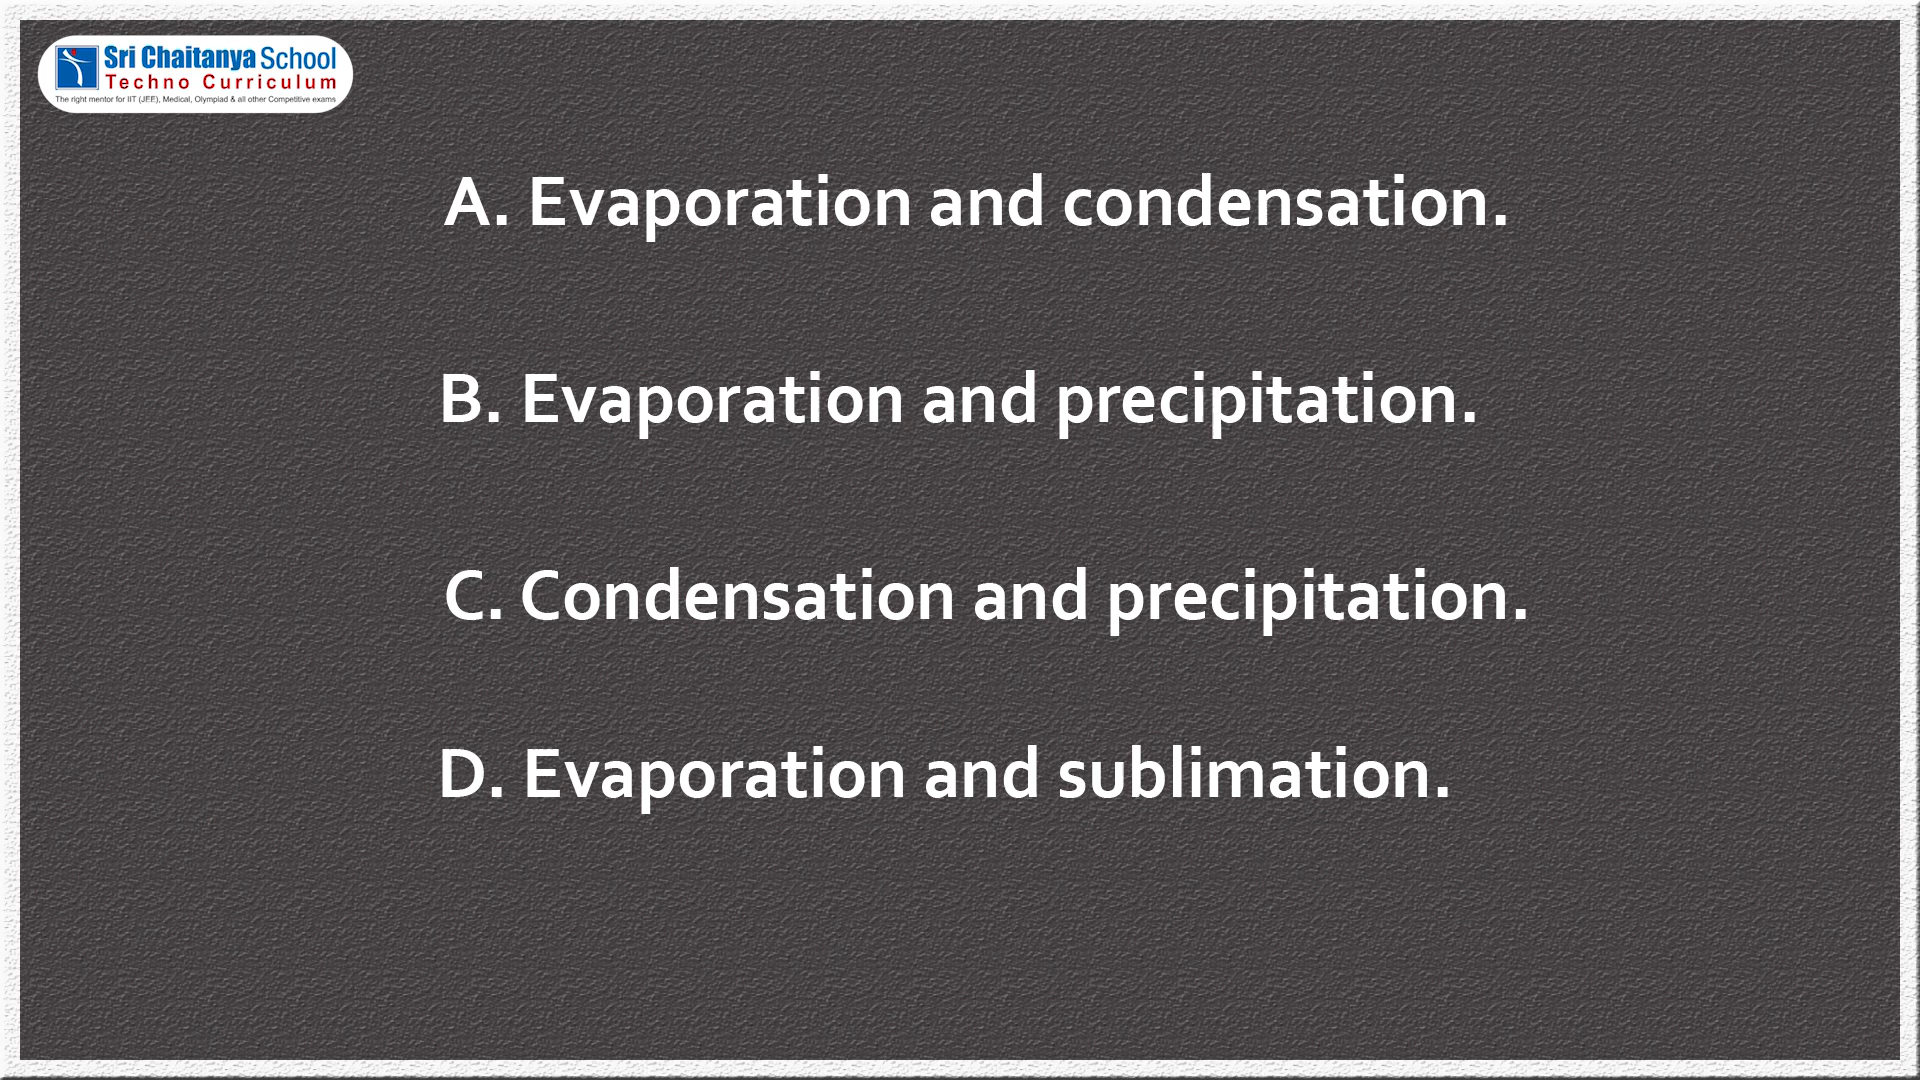 Sri Chaitanya School
Techno Curriculum
The right mentor for IIT (JEE), Medical, Olympiad & all other Competitive exams
A. Evaporation and condensation.
B. Evaporation and precipitation.
C. Condensation and precipitation.
D. Evaporation and sublimation.